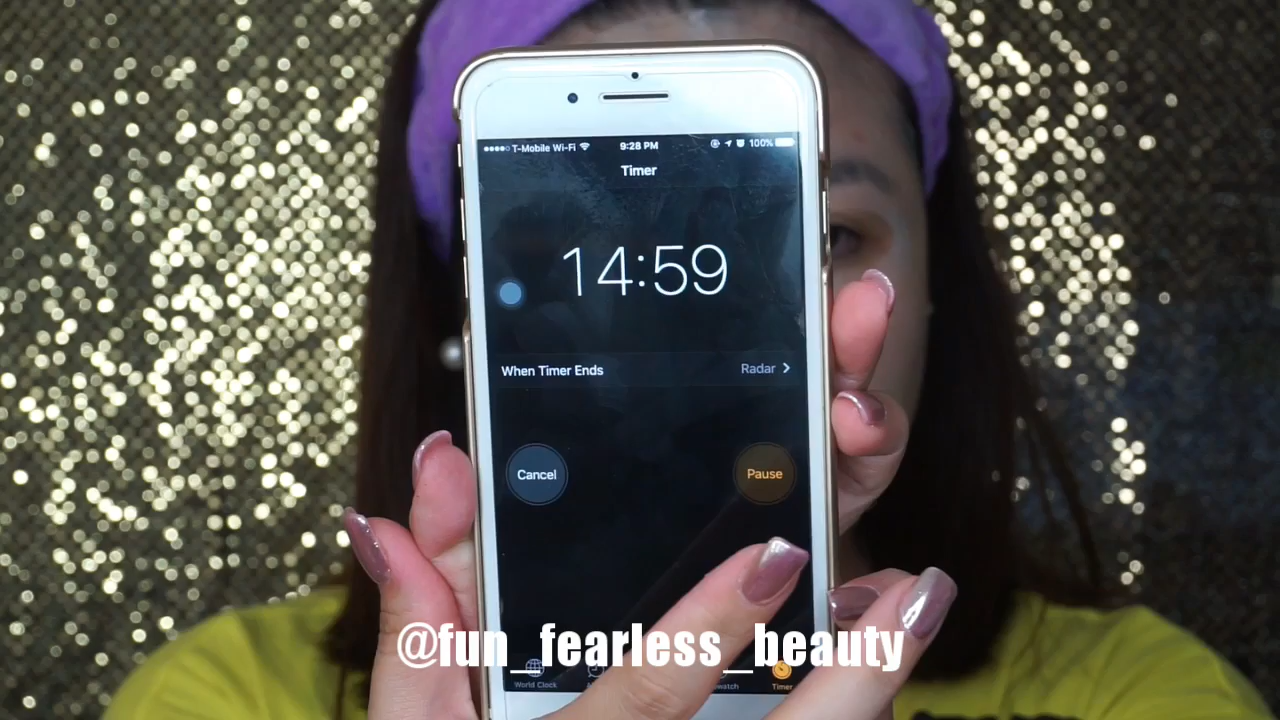 T-Mobile Wi-Fi 9:28 PM 100%
Timer
14:59
When Timer Ends Radar
Cancel Pause
@fun_fearless_beauty
World Clock Timer